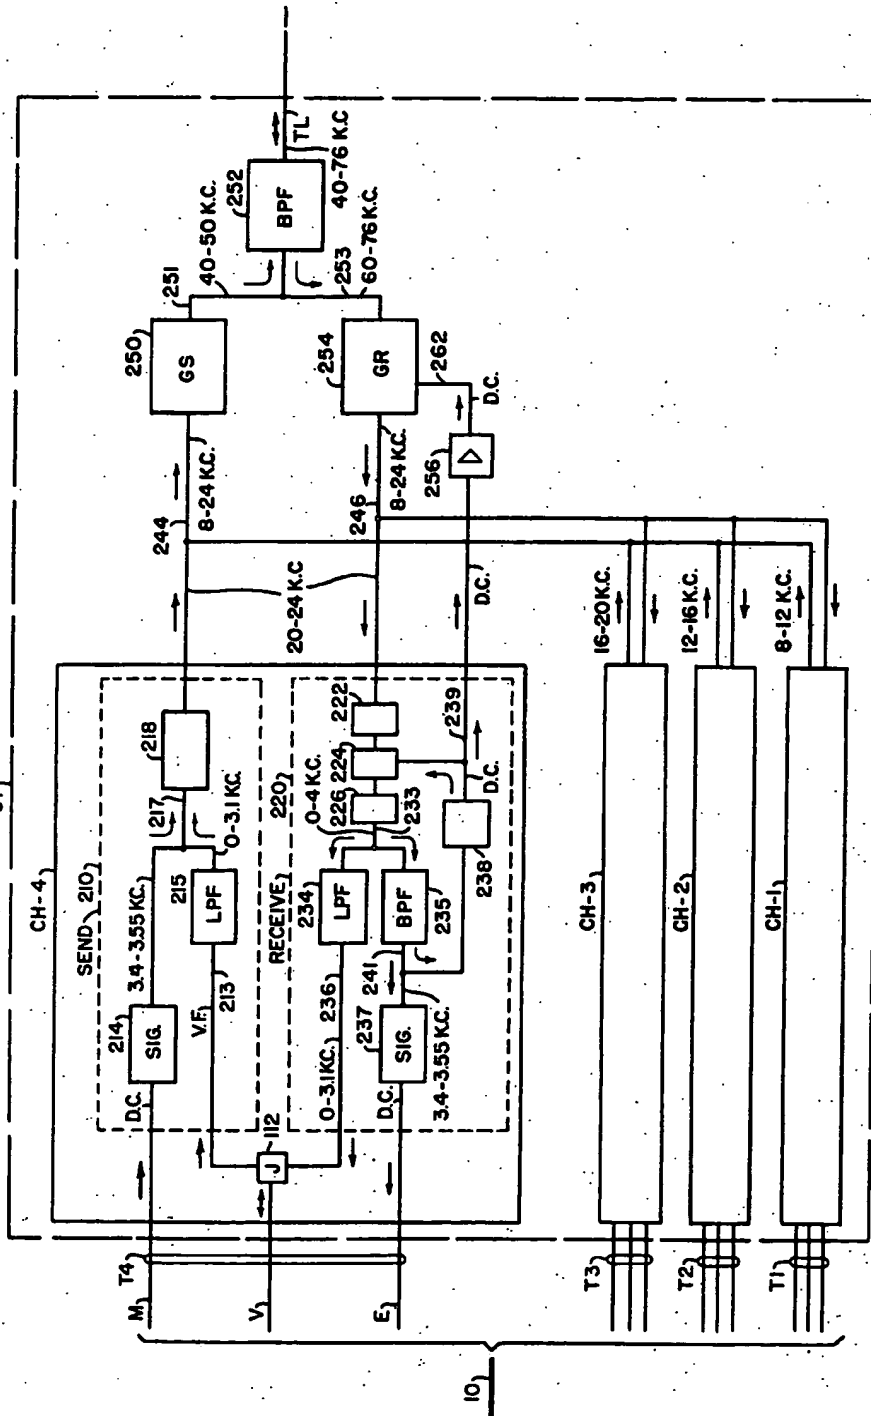 10
M
V
E
T4
T3
T2
T1
CH-4
SEND
210
D.C.
214
SIG.
3.4-3.55 KC.
217
218
V.F.
213
215
LPF
0-3.1 KC.
112
J
RECEIVE
220
0-3.1 KC.
236
234
LPF
0-4 K.C.
226
224
222
233
BPF
235
241
237
SIG.
D.C.
3.4-3.55 K.C.
f
238
D.C.
239
20-24 K.C
244
8-24 K.C.
250
GS
251
40-50 K.C.
252
BPF
TL
40-76 K.C
253
60-76 K.C.
254
GR
246
8-24 K.C.
256
262
D.C.
D.C.
CH-3
16-20 K.C.
CH-2
12-16 K.C.
CH-1
8-12 K.C.